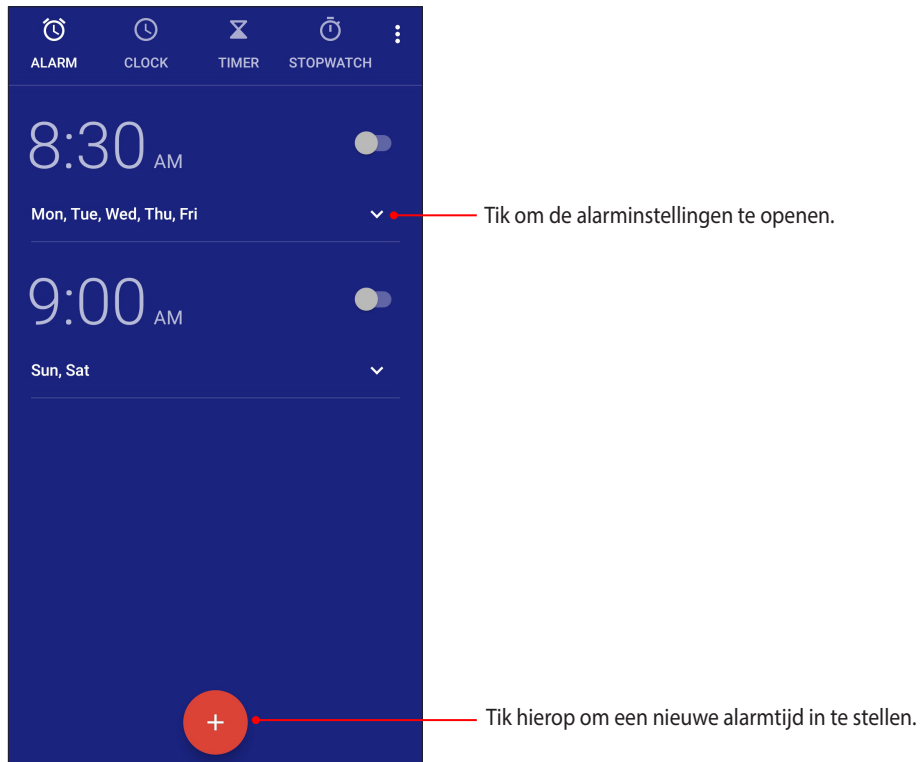 ALARM CLOCK TIMER STOPWATCH
8:30 AM
Mon, Tue, Wed, Thu, Fri
Tik om de alarminstellingen te openen.
9:00 AM
Sun, Sat
Tik hierop om een nieuwe alarmtijd in te stellen.